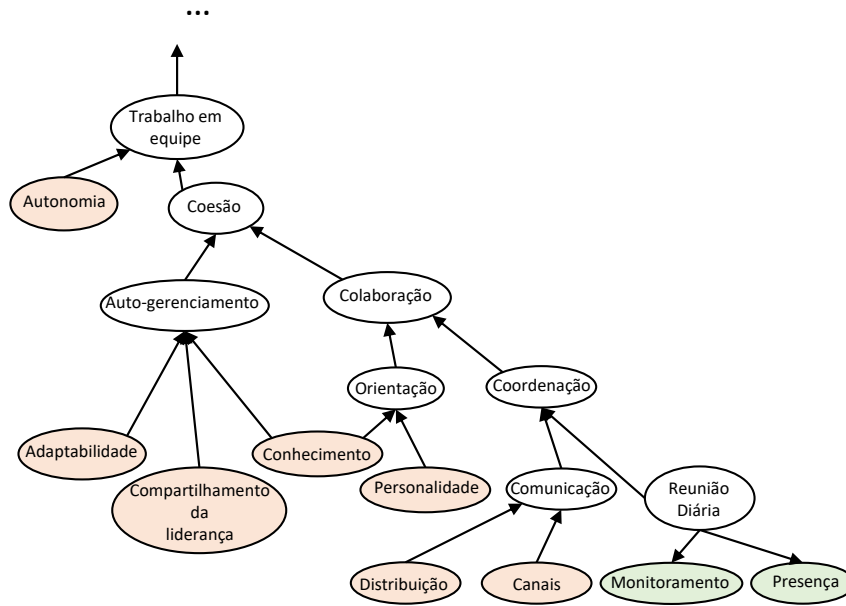 ...
Trabalho em
equipe
Autonomia
Coesão
Auto-gerenciamento
Colaboração
Orientação
Coordenação
Adaptabilidade
Conhecimento
Compartilhamento
da
liderança
Personalidade
Comunicação
Reunião
Diária
Distribuição
Canais
Monitoramento
Presença